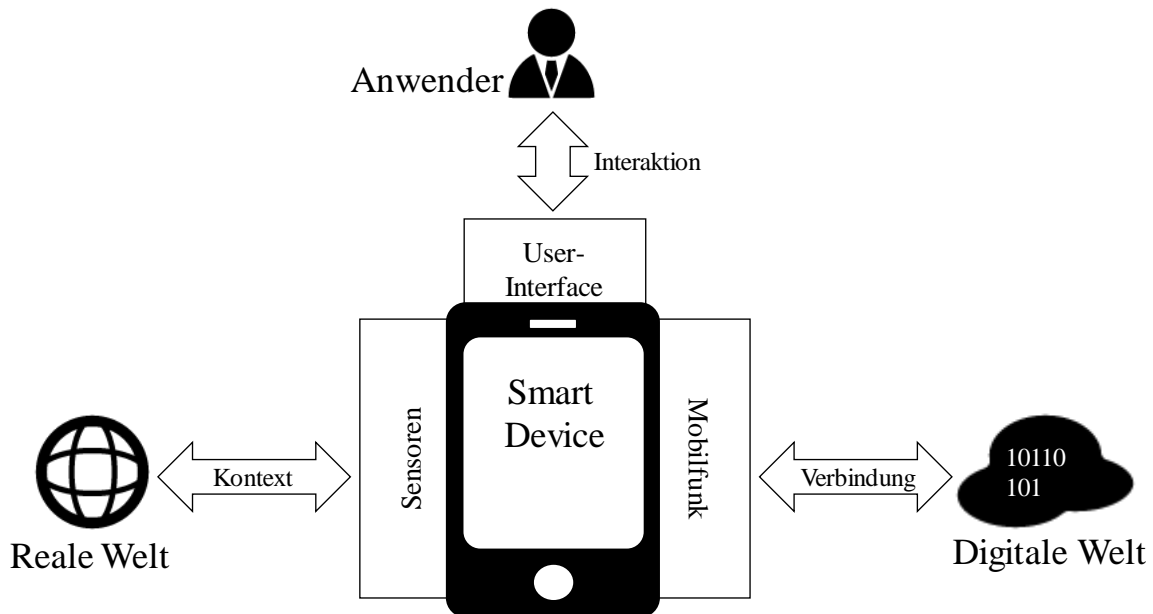 Anwender
Interaktion
User-
Interface
Smart
Device
Sensoren
Mobilfunk
Kontext
Verbindung
10110
101
Reale Welt
Digitale Welt